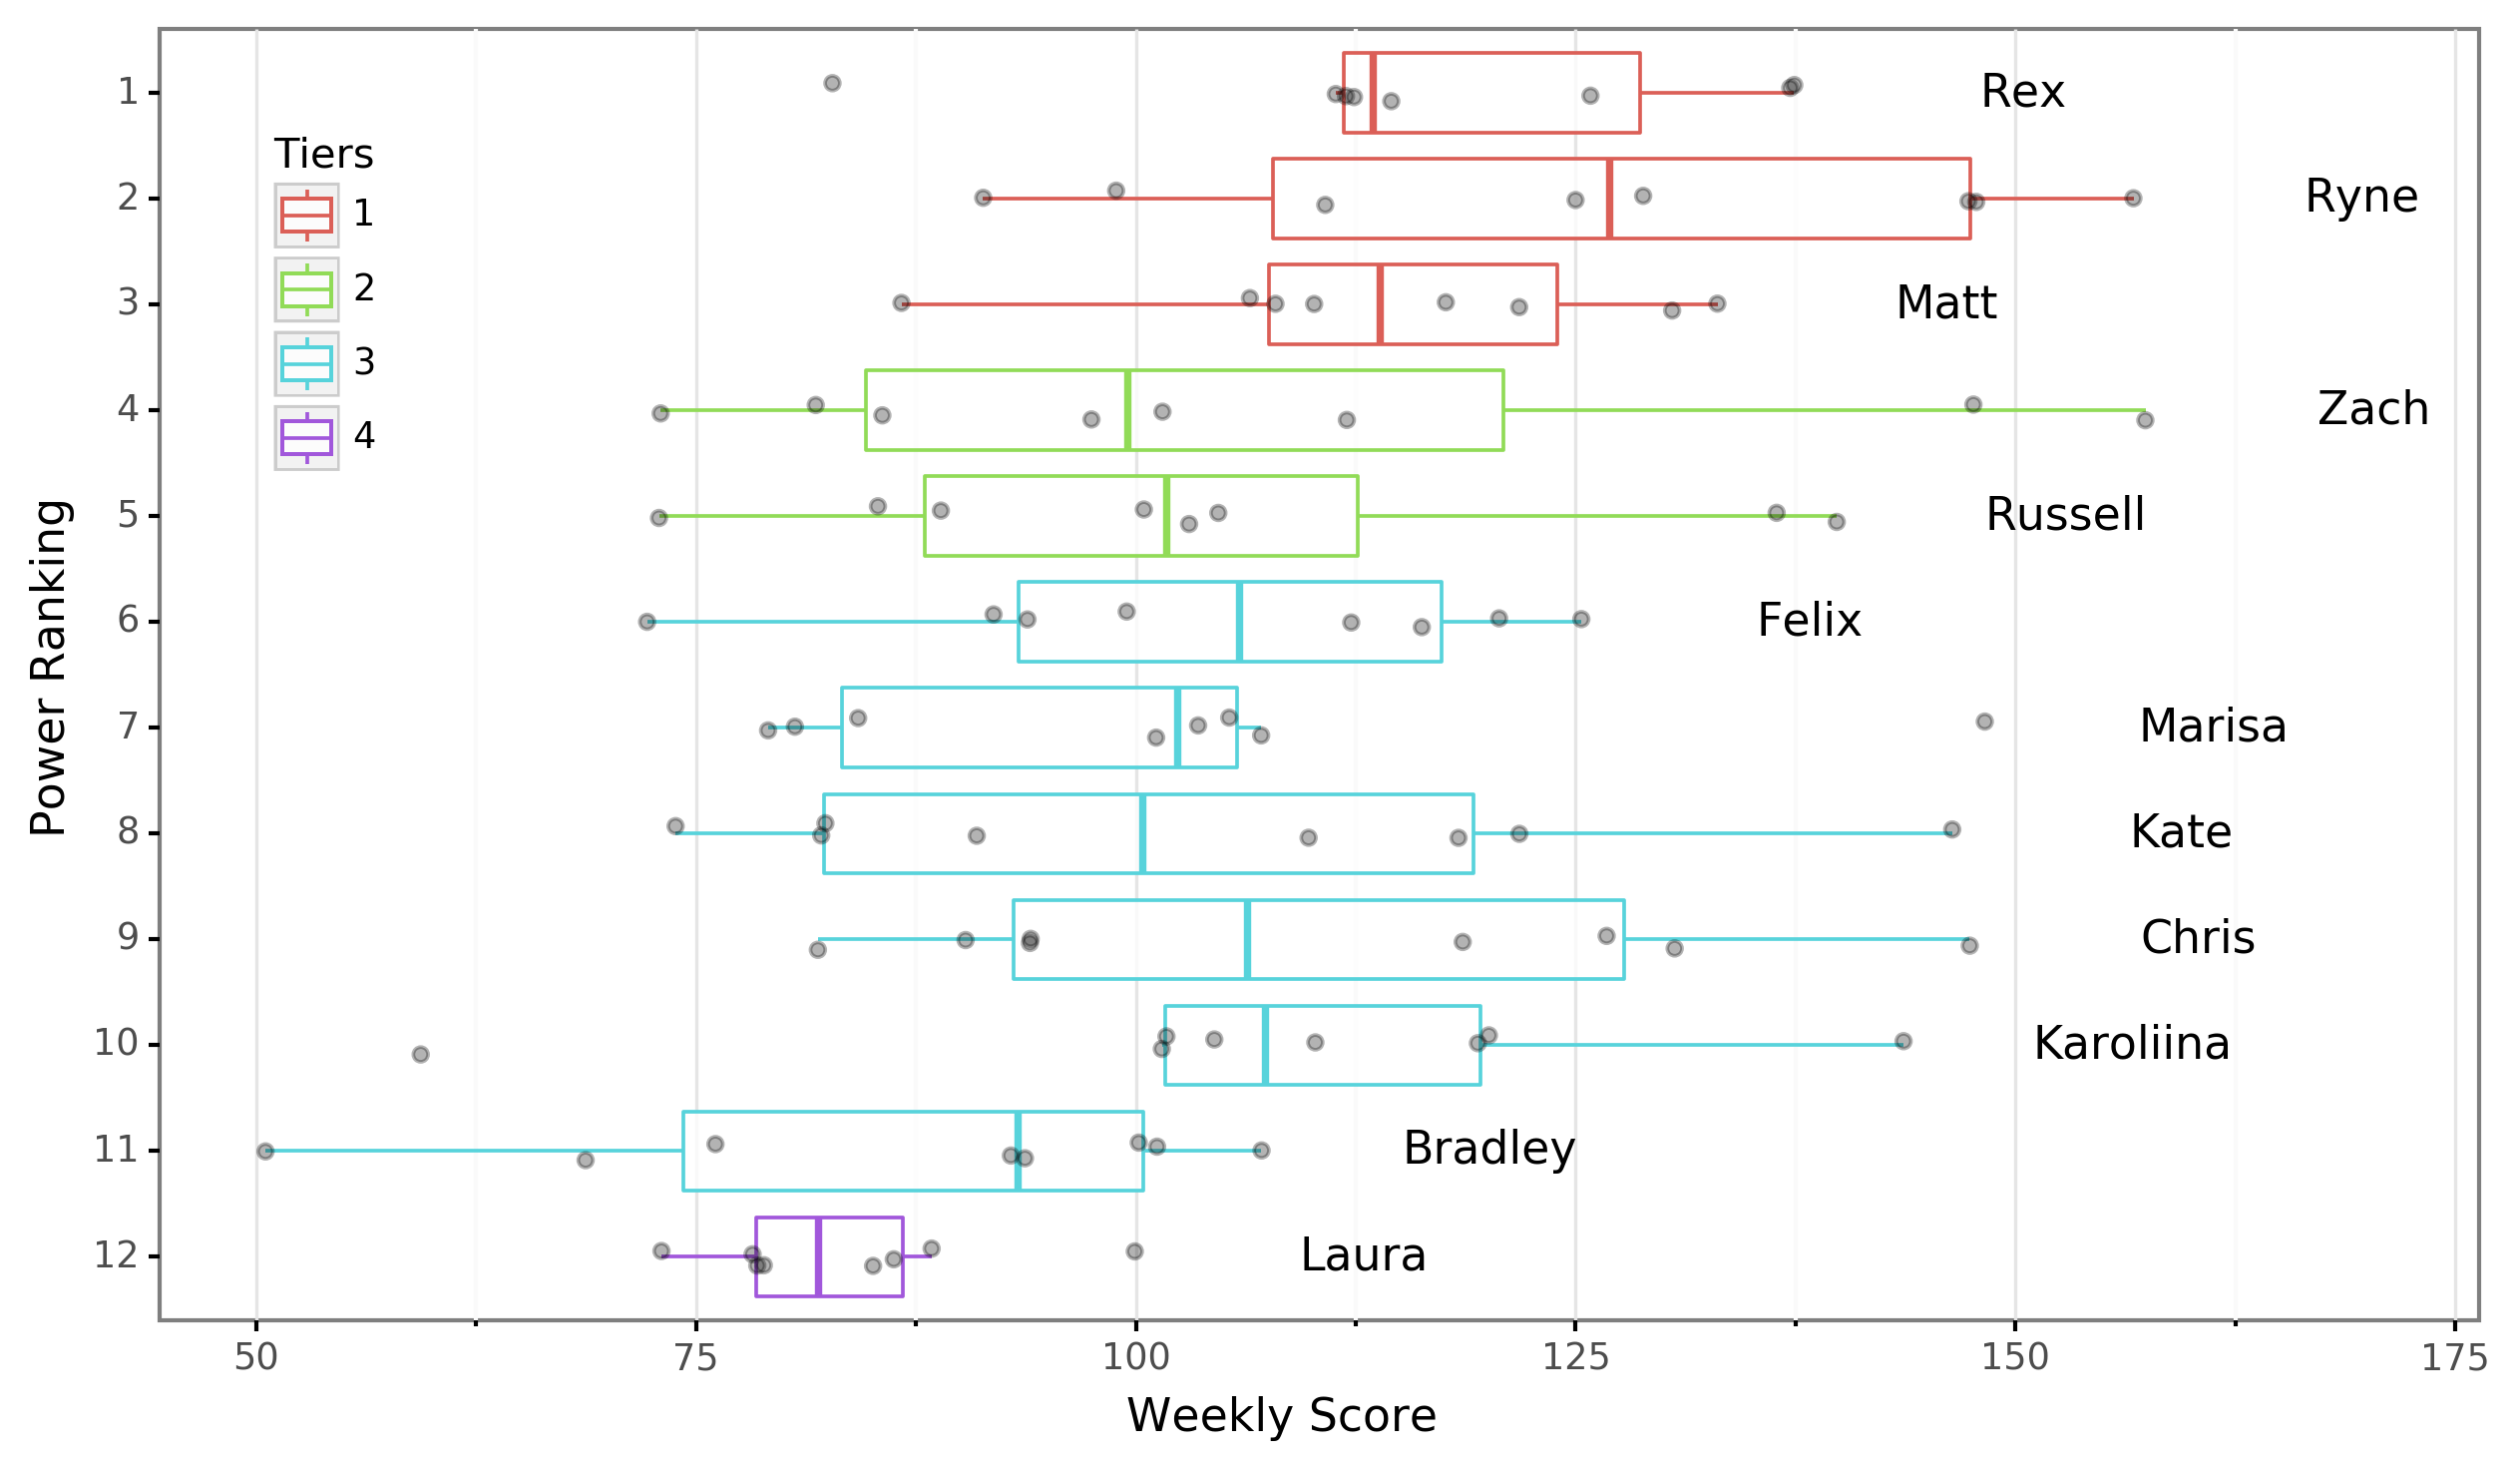 1 Rex
Tiers
1
2
3
4
2 Ryne
3 Matt
4 Zach
5 Russell
6 Felix
7 Marisa
8 Kate
9 Chris
10 Karoliina
11 Bradley
12 Laura
Power Ranking
50 75 100 125 150 175
Weekly Score